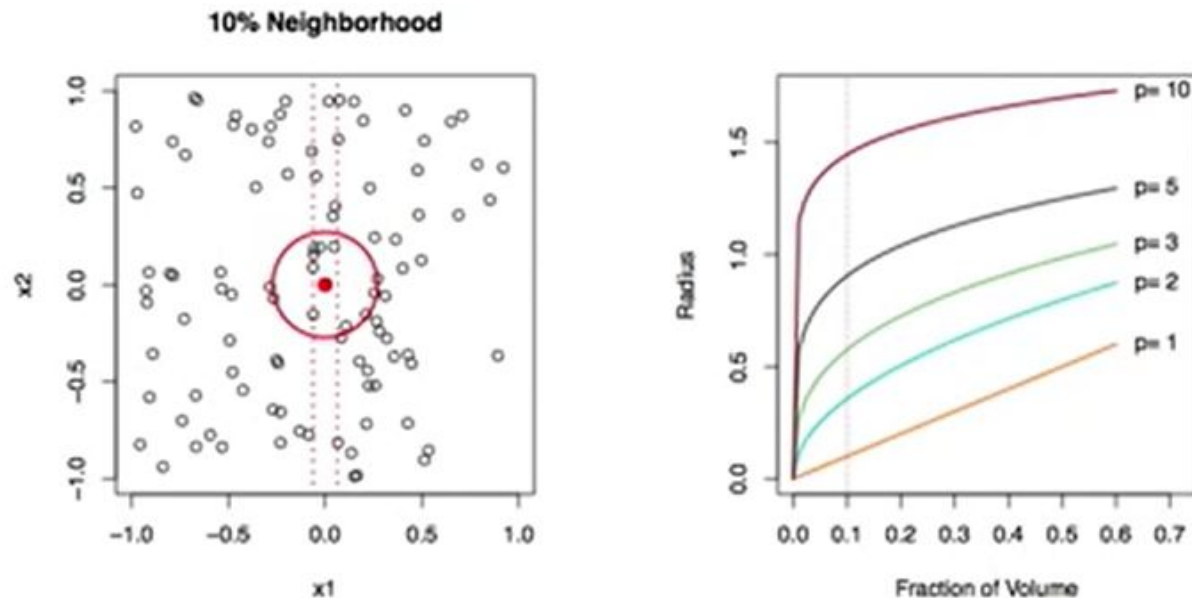 10% Neighborhood
1.0
0.5
0.0
−0.5
−1.0
x2
−1.0 −0.5 0.0 0.5 1.0
x1
1.5
1.0
0.5
0.0
Radius
p= 10
p= 5
p= 3
p= 2
p= 1
0.0 0.1 0.2 0.3 0.4 0.5 0.6 0.7
Fraction of Volume